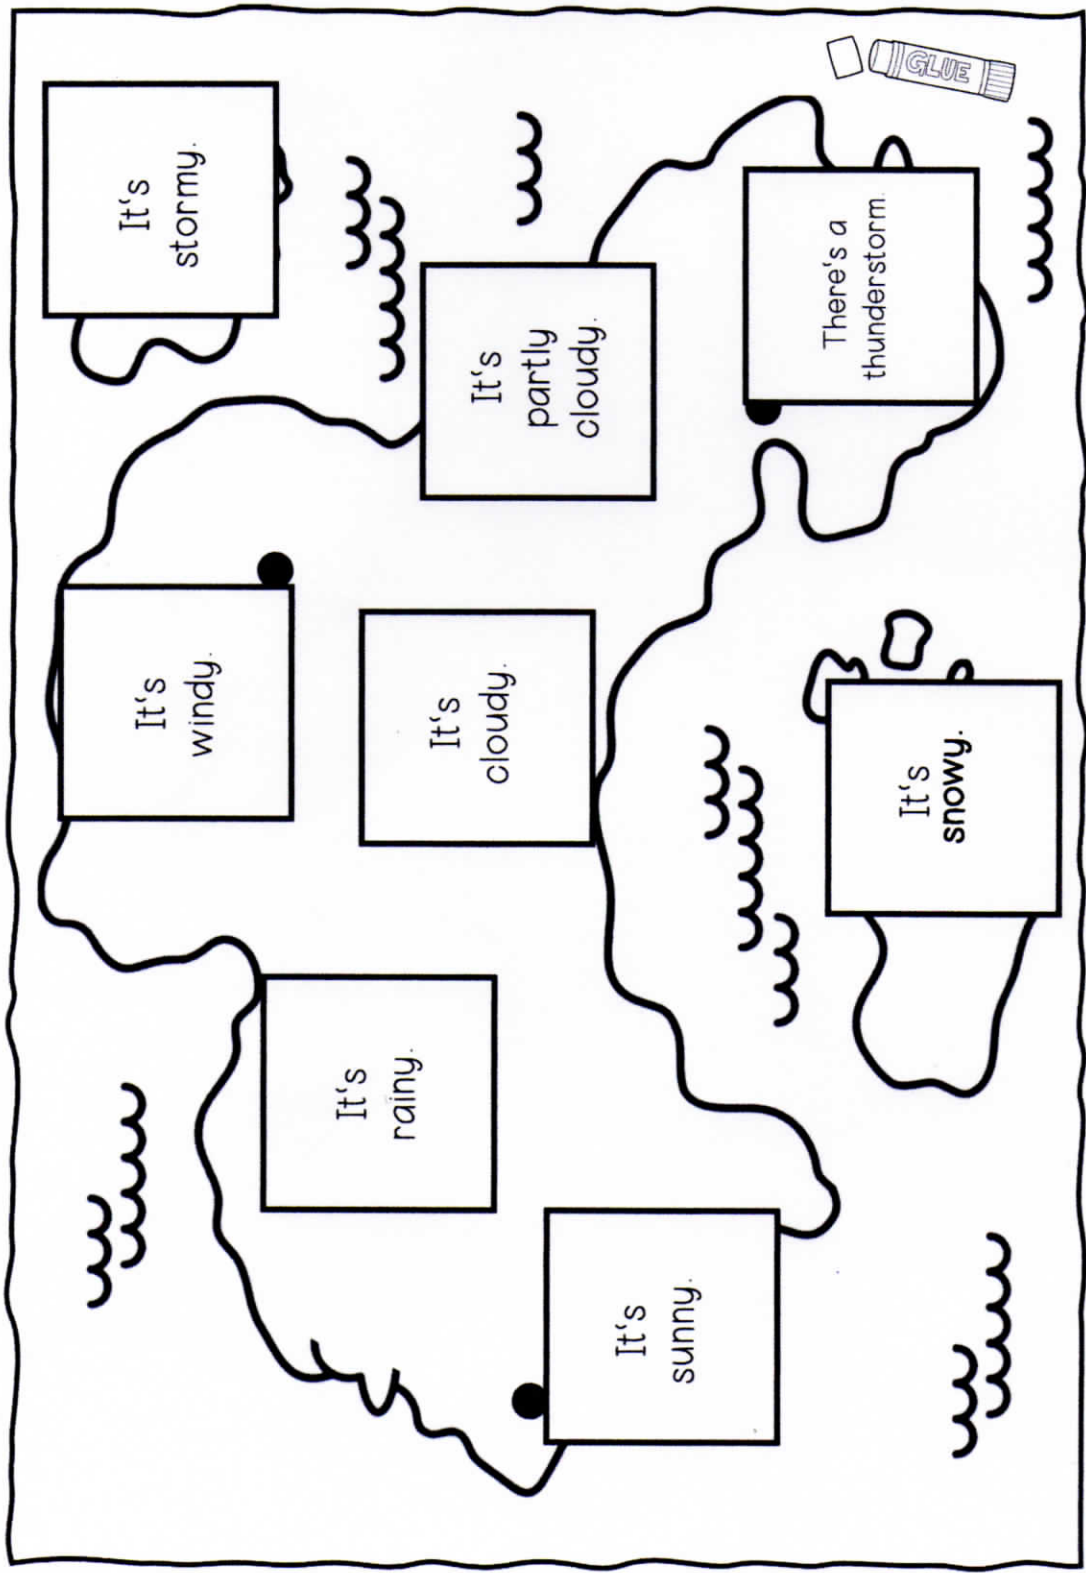 It's
windy.
It's
stormy.
It's
rainy.
It's
cloudy.
It's
partly
cloudy.
It's
sunny.
There's a
thunderstorm.
It's
snowy.
GLUE